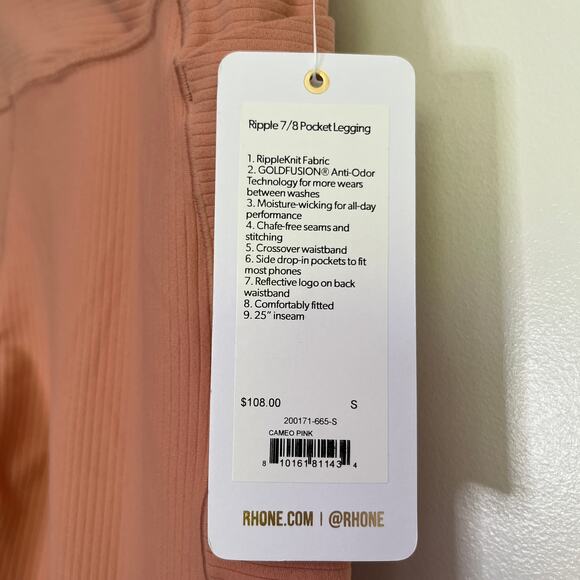 Ripple 7/8 Pocket Legging
1. RippleKnit Fabric
2. GOLDFUSION® Anti-Odor
Technology for more wears
between washes
3. Moisture-wicking for all-day
performance
4. Chafe-free seams and
stitching
5. Crossover waistband
6. Side drop-in pockets to fit
most phones
7. Reflective logo on back
waistband
8. Comfortably fitted
9. 25" inseam
$108.00 S
200171-665-S
CAMEO PINK
8 10161 81143 4
RHONE.COM | @RHONE